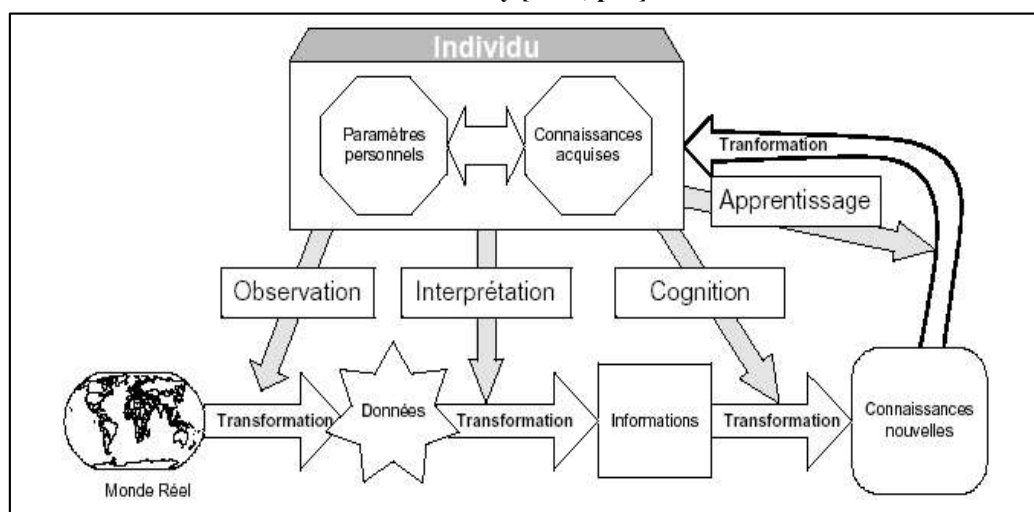 Individu
Paramètres
personnels
Connaissances
acquises
Tranformation
Apprentissage
Observation
Interprétation
Cognition
Transformation
Données
Transformation
Informations
Transformation
Connaissances
nouvelles
Monde Réel